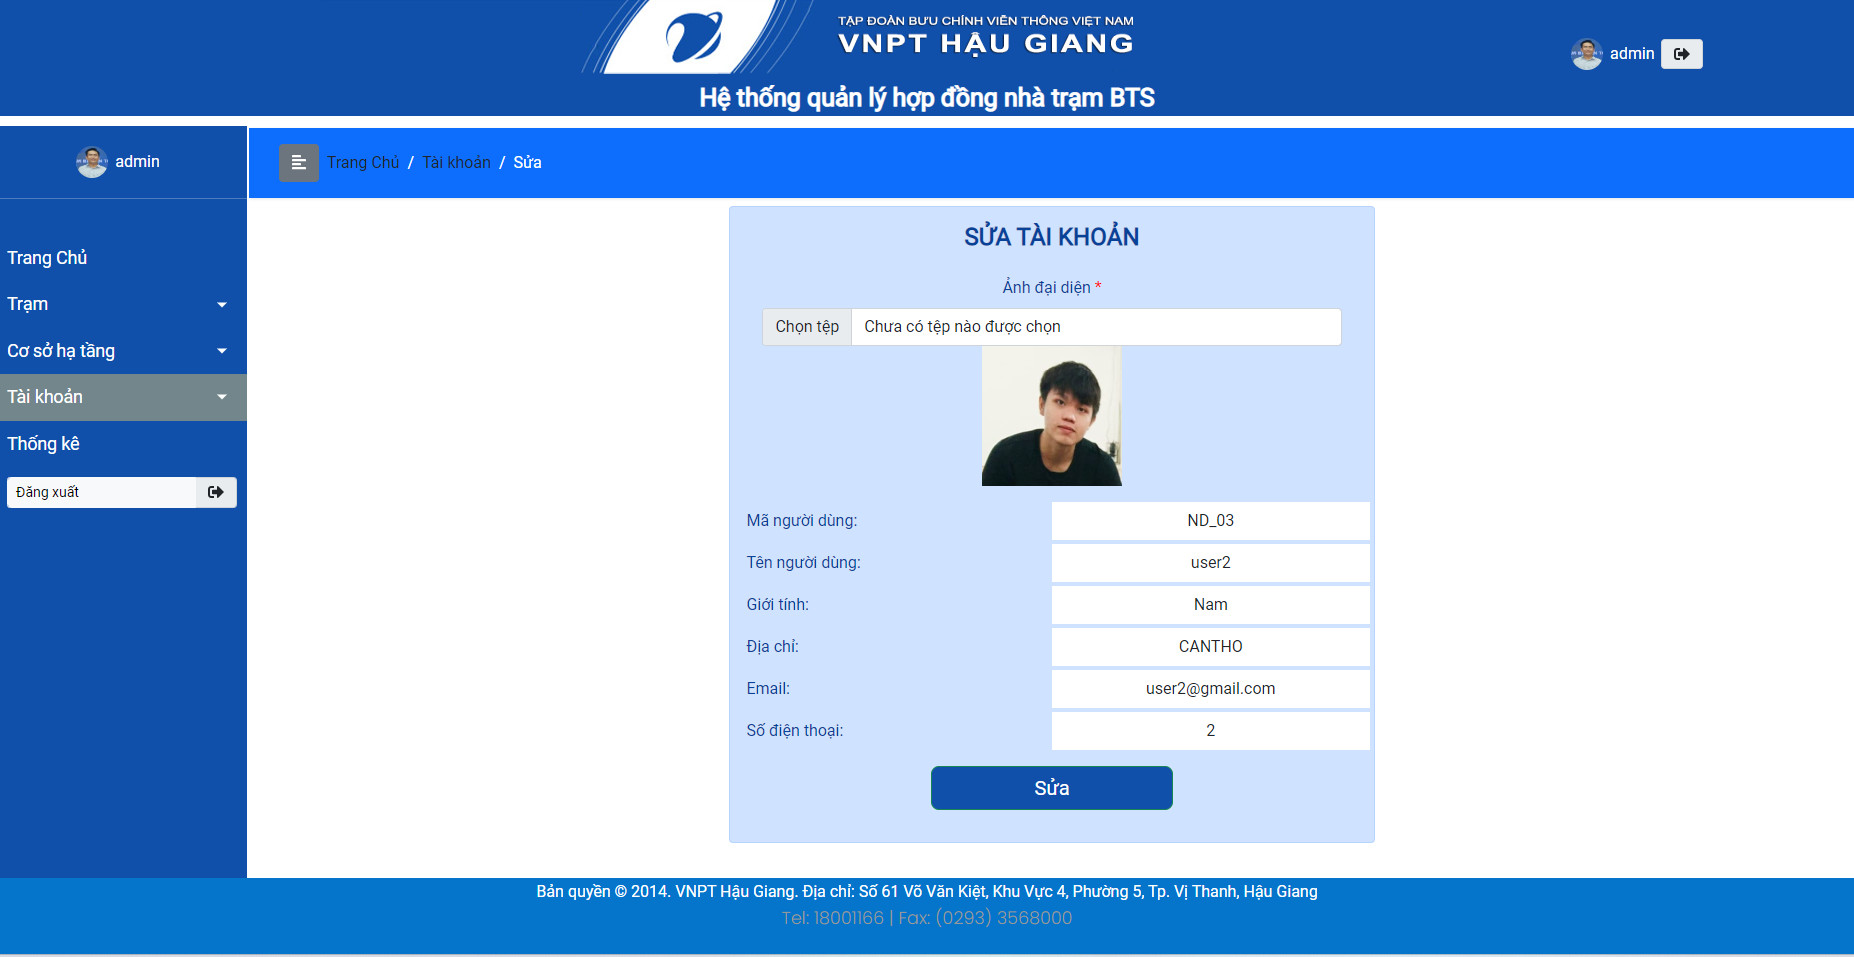 TẬP ĐOÀN BƯU CHÍNH VIỄN THÔNG VIỆT NAM
VNPT HẬU GIANG
admin
Hệ thống quản lý hợp đồng nhà trạm BTS
admin
Trang Chủ / Tài khoản / Sửa
Trang Chủ
Trạm
Cơ sở hạ tầng
Tài khoản
Thống kê
Đăng xuất
SỬA TÀI KHOẢN
Ảnh đại diện *
Chọn tệp Chưa có tệp nào được chọn
Mã người dùng: ND_03
Tên người dùng: user2
Giới tính: Nam
Địa chỉ: CANTHO
Email: user2@gmail.com
Số điện thoại: 2
Sửa
Bản quyền © 2014. VNPT Hậu Giang. Địa chỉ: Số 61 Võ Văn Kiệt, Khu Vực 4, Phường 5, Tp. Vị Thanh, Hậu Giang
Tel: 18001166 | Fax: (0293) 3568000